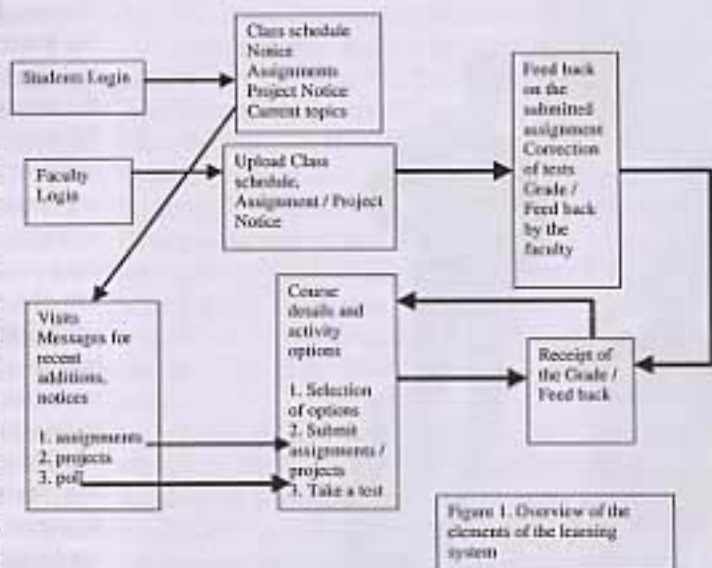 Student Login
Class schedule
Notice
Assignments
Project Notice
Current topics
Feed back
on the
submitted
assignment
Correction
of tests
Grade /
Feed back
by the
faculty
Faculty
Login
Upload Class
schedule,
Assignment / Project
Notice
Visits
Messages for
recent
additions,
notices
1. assignments
2. projects
3. poll
Course
details and
activity
options
1. Selection
of options
2. Submit
assignments /
projects
3. Take a test
Receipt of
the Grade /
Feed back
Figure 1. Overview of the
elements of the learning
system